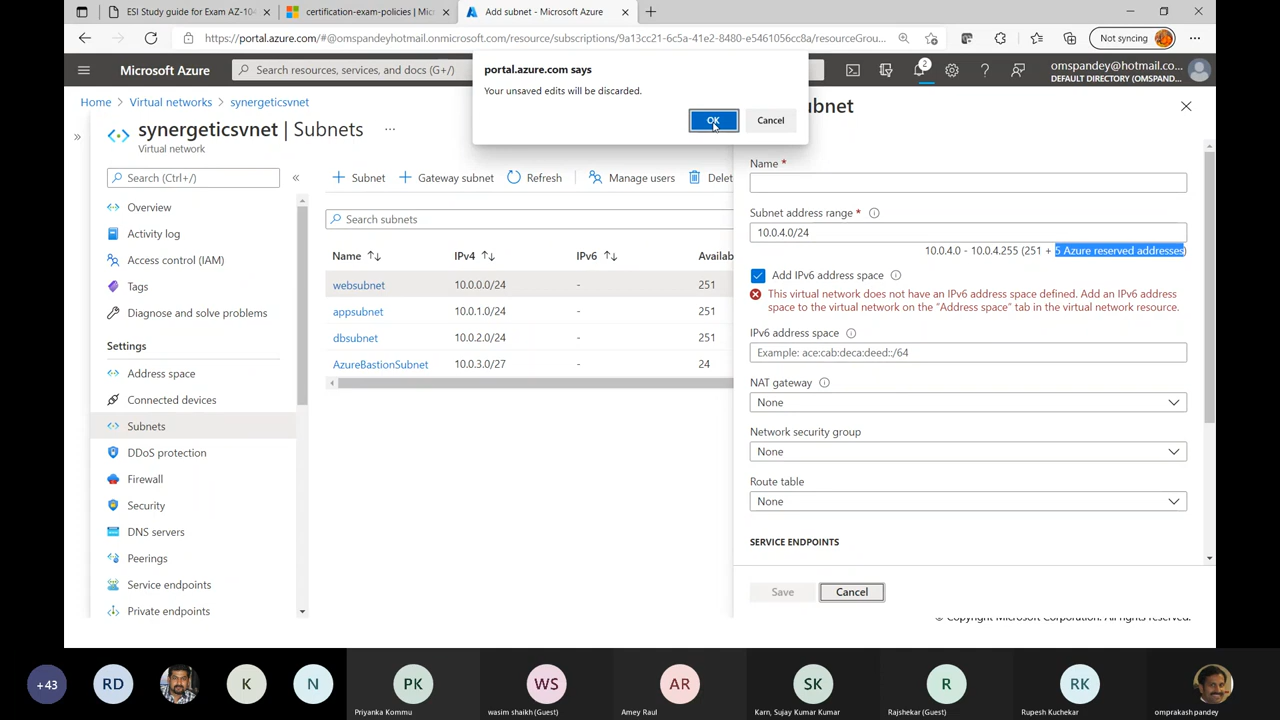 ESI Study guide for Exam AZ-104
certification-exam-policies | Mic
Add subnet - Microsoft Azure
https://portal.azure.com/#@omspandeyhotmail.onmicrosoft.com/resource/subscriptions/9a13cc21-6c5a-41e2-8480-e5461056cc8a/resourceGrou...
Not syncing
Microsoft Azure
Search resources, services, and docs (G+/)
2
omspandey@hotmail.co...
DEFAULT DIRECTORY (OMSPAND...
portal.azure.com says
Your unsaved edits will be discarded.
OK
Cancel
Home
Virtual networks
synergeticsvnet
synergeticsvnet | Subnets
Virtual network
Search (Ctrl+/)
Overview
Activity log
Access control (IAM)
Tags
Diagnose and solve problems
Settings
Address space
Connected devices
Subnets
DDoS protection
Firewall
Security
DNS servers
Peerings
Service endpoints
Private endpoints
Subnet
Gateway subnet
Refresh
Manage users
Delet
Search subnets
Name IPv4 IPv6 Availab
websubnet 10.0.0.0/24 - 251
appsubnet 10.0.1.0/24 - 251
dbsubnet 10.0.2.0/24 - 251
AzureBastionSubnet 10.0.3.0/27 - 24
ubnet
Name *
Subnet address range *
10.0.4.0/24
10.0.4.0 - 10.0.4.255 (251 + 5 Azure reserved addresses)
Add IPv6 address space
This virtual network does not have an IPv6 address space defined. Add an IPv6 address
space to the virtual network on the "Address space" tab in the virtual network resource.
IPv6 address space
Example: ace:cab:deca:deed::/64
NAT gateway
None
Network security group
None
Route table
None
SERVICE ENDPOINTS
Save
Cancel
© Copyright Microsoft Corporation. All rights reserved.
+43
RD
K
N
PK
WS
AR
SK
R
RK
Priyanka Kommu
wasim shaikh (Guest)
Amey Raul
Karn, Sujay Kumar Kumar
Rajshekar (Guest)
Rupesh Kuchekar
omprakash pandey